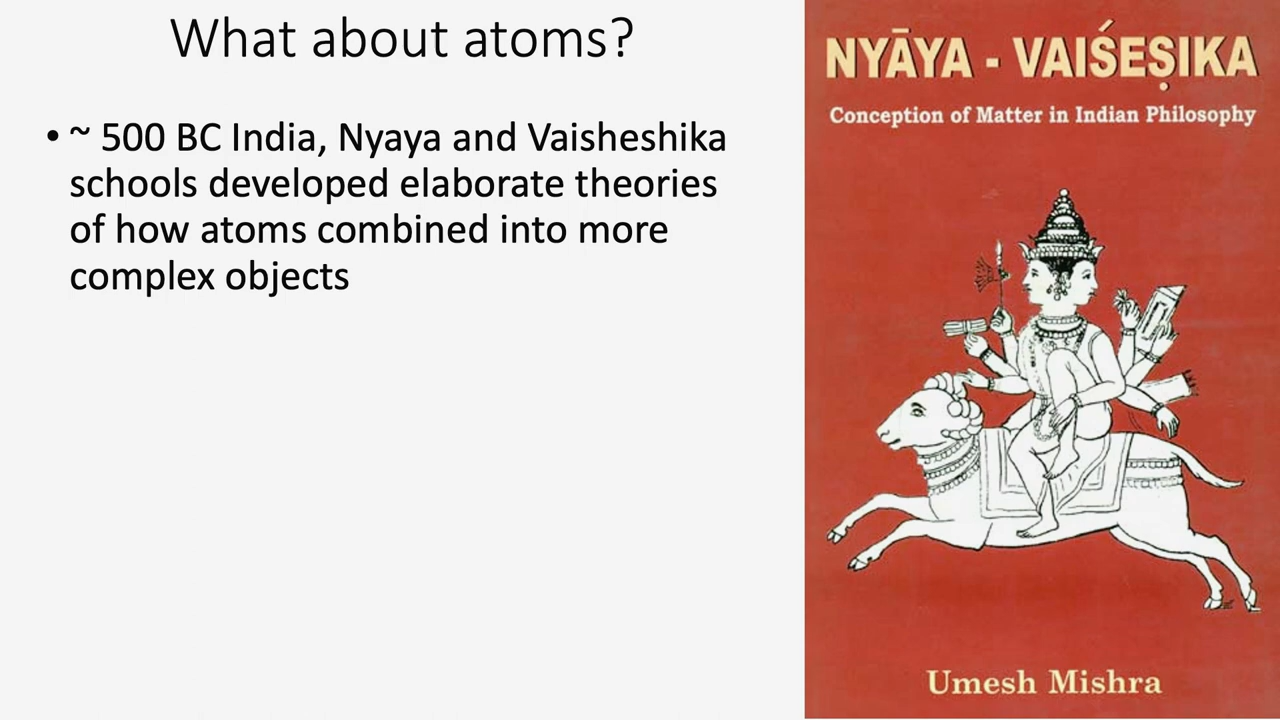 What about atoms?
• ~ 500 BC India, Nyaya and Vaisheshika
schools developed elaborate theories
of how atoms combined into more
complex objects
NYĀYA - VAIŚEṢIKA
Conception of Matter in Indian Philosophy
Umesh Mishra